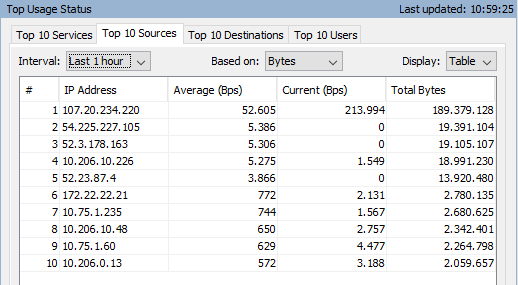 Top Usage Status Last updated: 10:59:25
Top 10 Services Top 10 Sources Top 10 Destinations Top 10 Users
Interval: Last 1 hour Based on: Bytes Display: Table
# IP Address Average (Bps) Current (Bps) Total Bytes
1 107.20.234.220 52.605 213.994 189.379.128
2 54.225.227.105 5.386 0 19.391.104
3 52.3.178.163 5.306 0 19.105.107
4 10.206.10.226 5.275 1.549 18.991.230
5 52.23.87.4 3.866 0 13.920.480
6 172.22.22.21 772 2.131 2.780.135
7 10.75.1.235 744 1.567 2.680.625
8 10.206.10.48 650 2.757 2.342.401
9 10.75.1.60 629 4.477 2.264.798
10 10.206.0.13 572 3.188 2.059.657